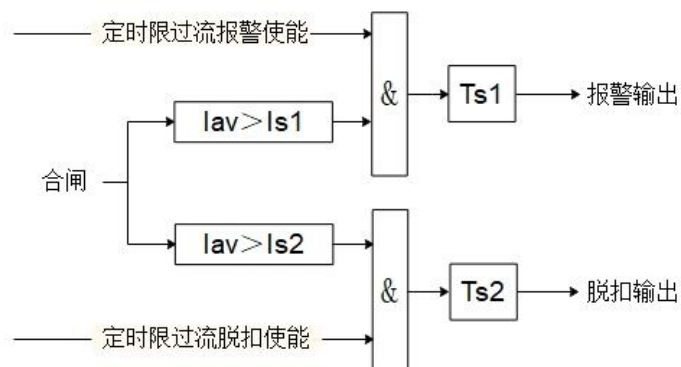 定时限过流报警使能
&
Ts1
报警输出
Iav＞Is1
合闸
Iav＞Is2
&
Ts2
脱扣输出
定时限过流脱扣使能